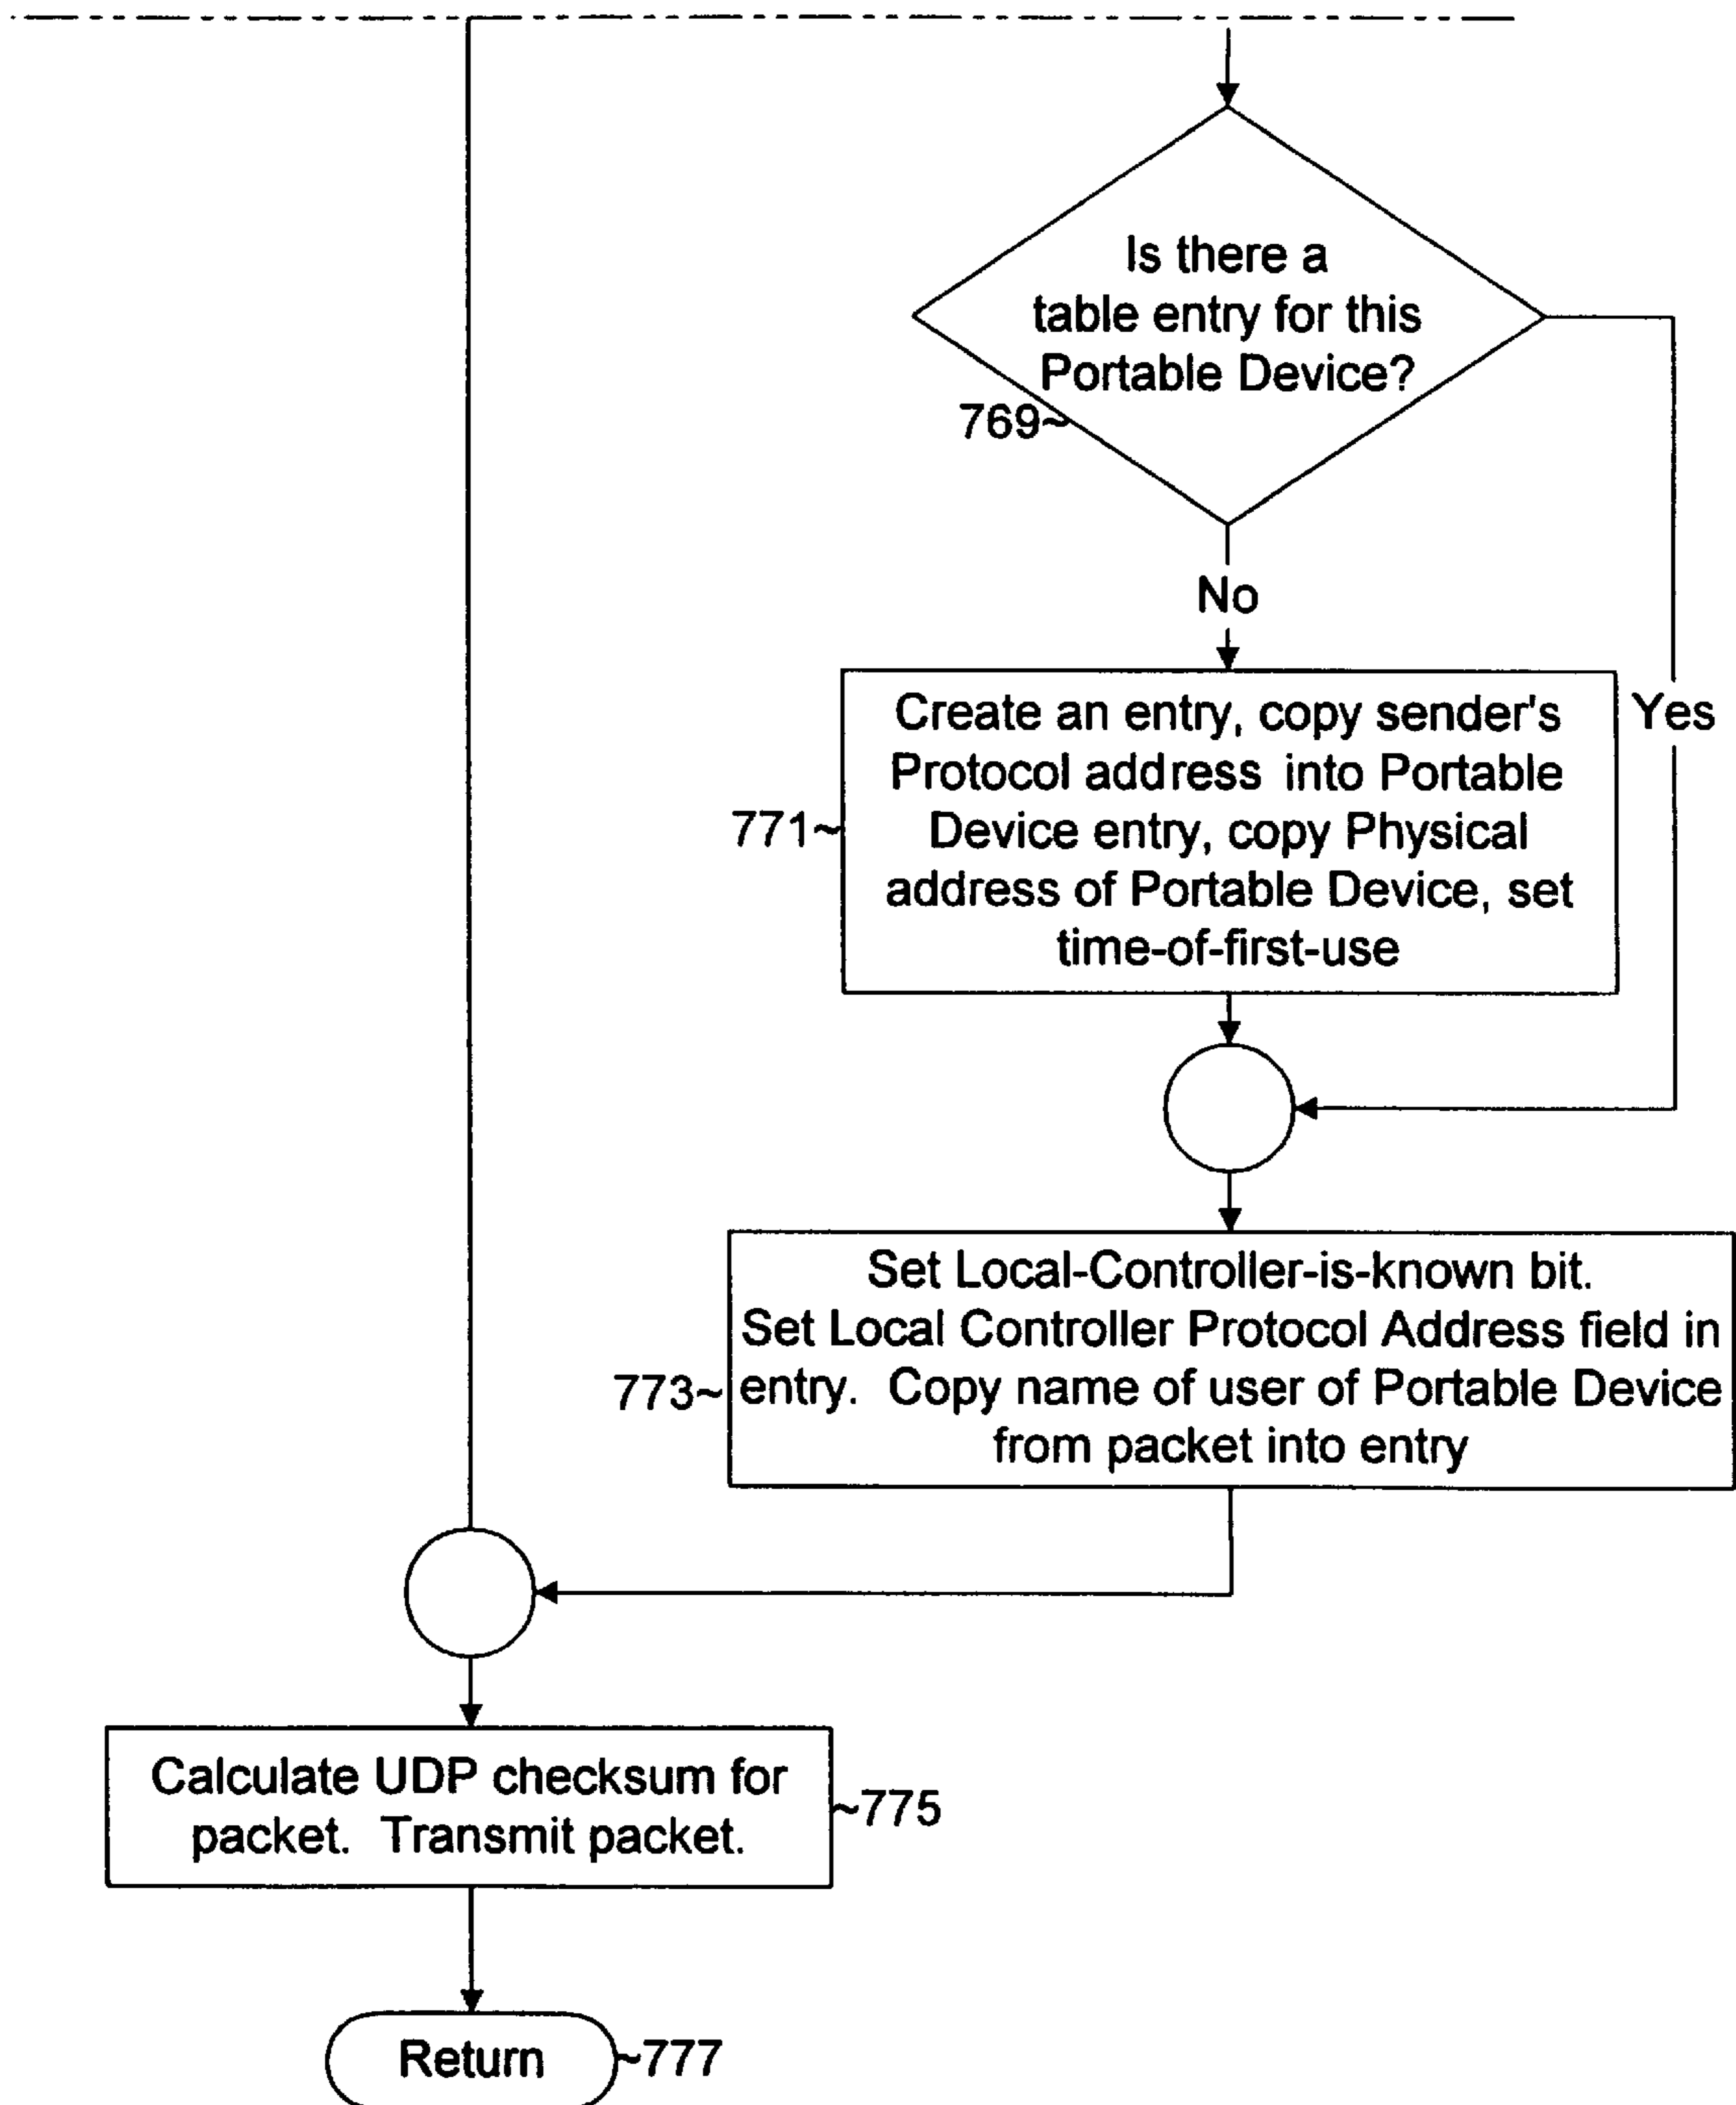 Is there a
table entry for this
Portable Device?
769~
No
Create an entry, copy sender's
Protocol address into Portable
Device entry, copy Physical
address of Portable Device, set
time-of-first-use
Yes
771~
Set Local-Controller-is-known bit.
Set Local Controller Protocol Address field in
entry. Copy name of user of Portable Device
from packet into entry
773~
Calculate UDP checksum for
packet. Transmit packet.
~775
Return
~777